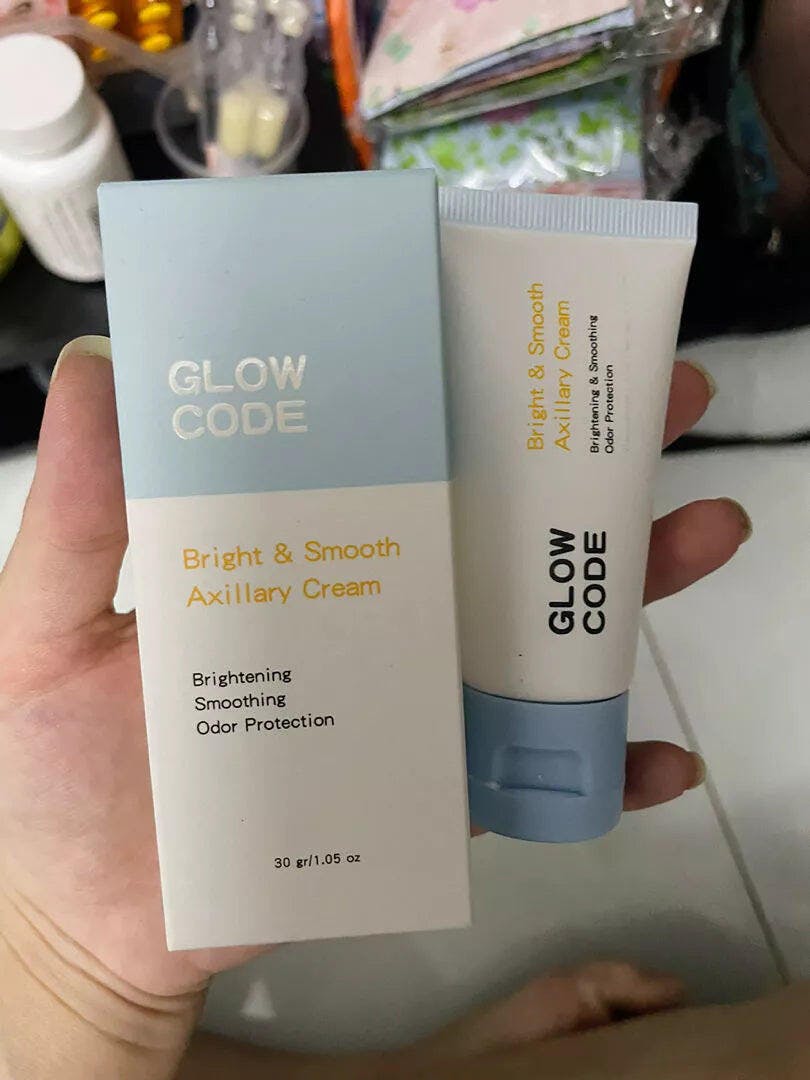 GLOW
CODE
Bright & Smooth
Axillary Cream
Brightening
Smoothing
Odor Protection
30 gr/1.05 oz
GLOW
CODE
Bright & Smooth
Axillary Cream
Brightening & Smoothing
Odor Protection